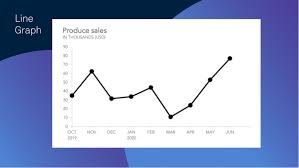 Line
Graph
Produce sales
IN THOUSANDS (USD)
90
80
70
60
50
40
30
20
10
0
OCT NOV DEC JAN FEB MAR APR MAY JUN
2019 2020